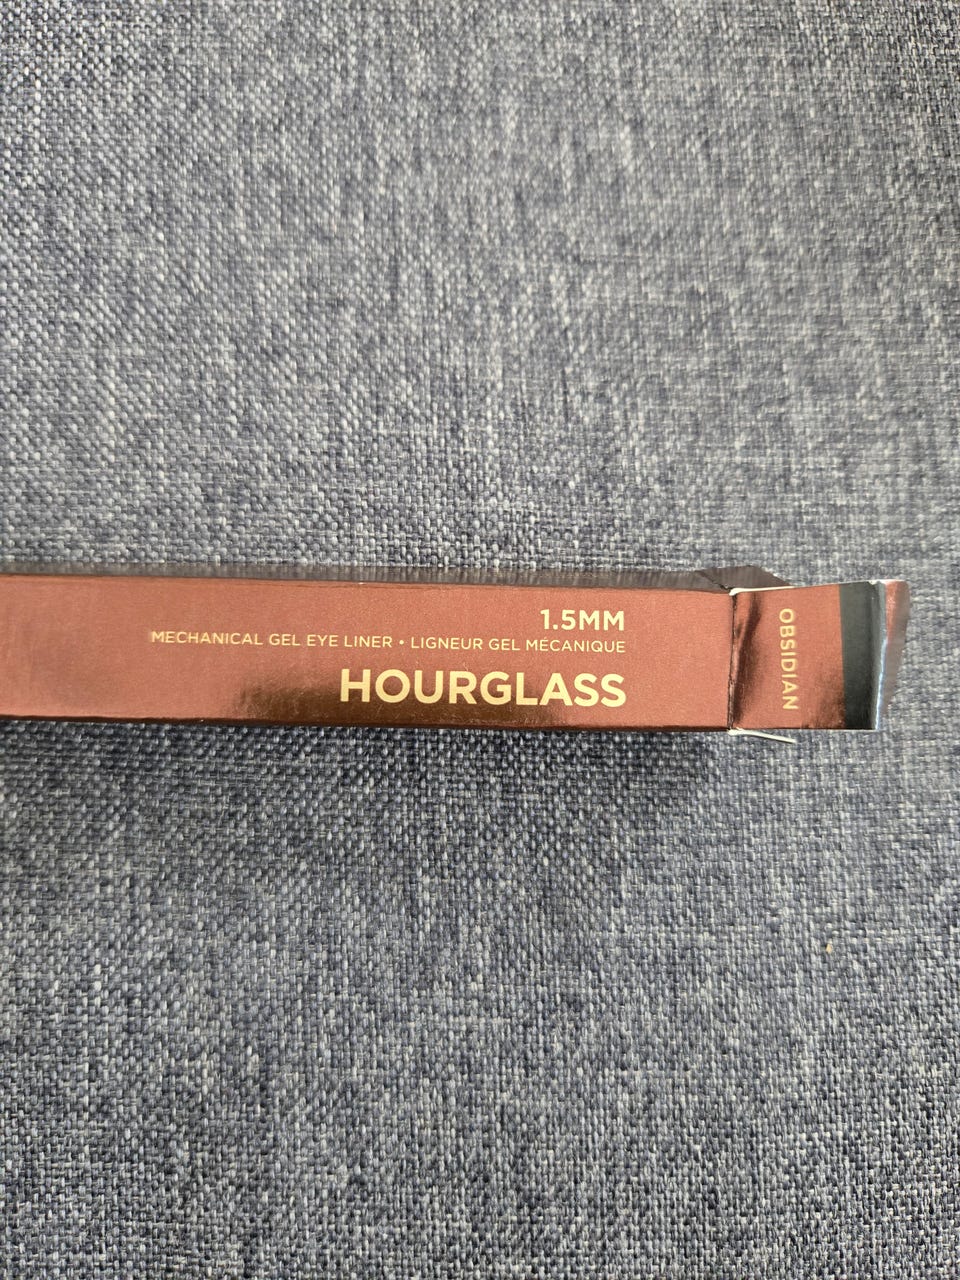 1.5MM
MECHANICAL GEL EYE LINER • LIGNEUR GEL MÉCANIQUE
HOURGLASS
OBSIDIAN